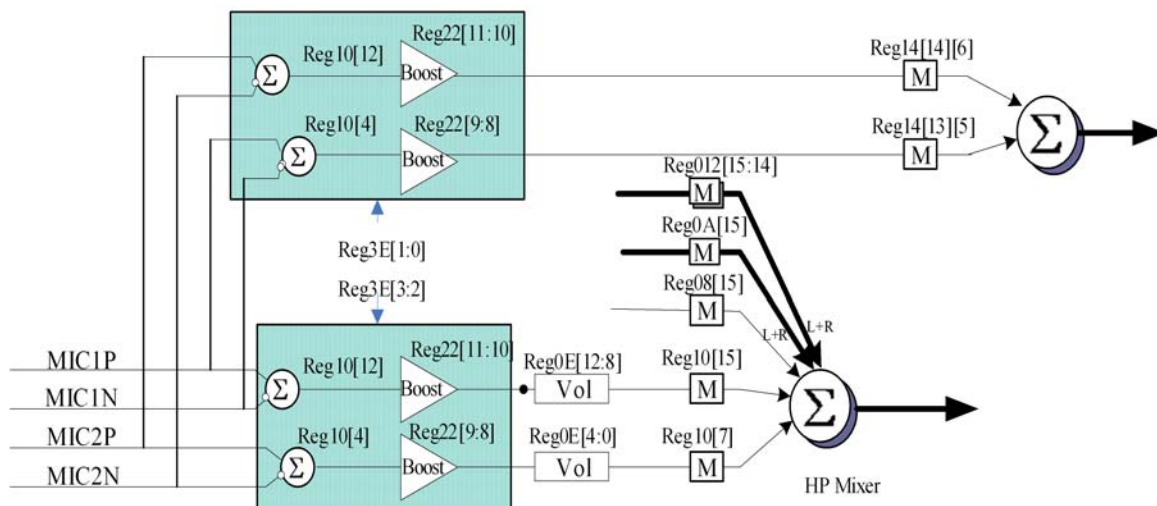 Reg22[11:10]
Reg10[12]
Σ
Boost
Reg14[14][6]
M
Reg10[4]
Reg22[9:8]
Σ
Boost
Reg14[13][5]
M
Σ
Reg012[15:14]
M
Reg3E[1:0]
Reg0A[15]
M
Reg3E[3:2]
Reg08[15]
M
L+R
L+R
MIC1P
Reg10[12]
Reg22[11:10]
Reg0E[12:8]
Reg10[15]
Σ
Boost
Vol
M
Σ
MIC1N
MIC2P
Reg10[4]
Reg22[9:8]
Reg0E[4:0]
Reg10[7]
Σ
Boost
Vol
M
MIC2N
HP Mixer